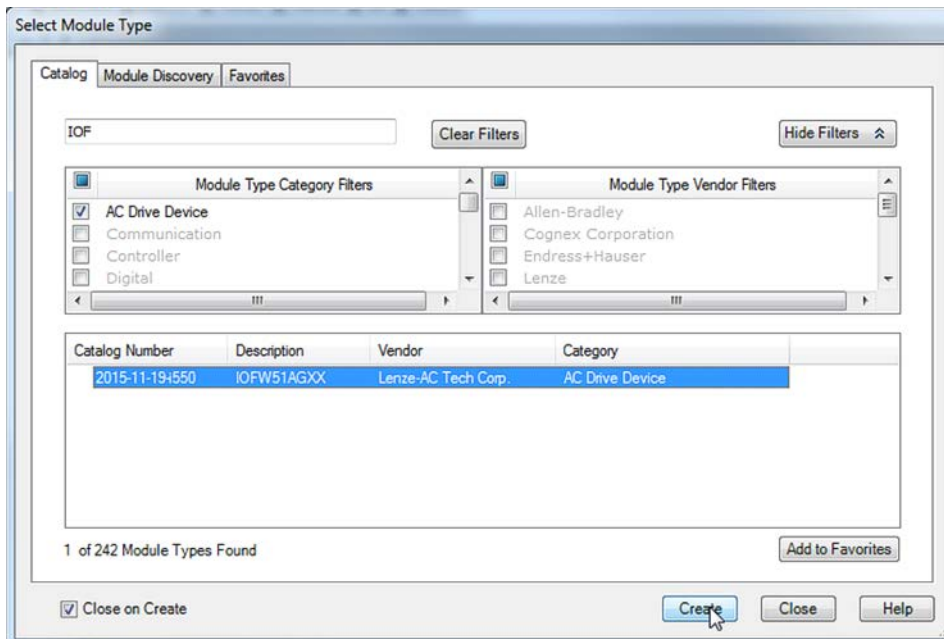 Select Module Type
Catalog Module Discovery Favorites
IOF Clear Filters Hide Filters
Module Type Category Filters Module Type Vendor Filters
AC Drive Device Allen-Bradley
Communication Cognex Corporation
Controller Endress+Hauser
Digital Lenze
Catalog Number Description Vendor Category
2015-11-19-i550 IOFW51AGXX Lenze-AC Tech Corp. AC Drive Device
1 of 242 Module Types Found Add to Favorites
Close on Create Create Close Help